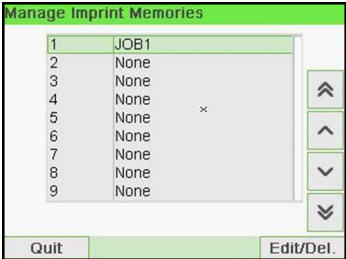 Manage Imprint Memories
1 JOB1
2 None
3 None
4 None
5 None
6 None
7 None
8 None
9 None
Quit Edit/Del.